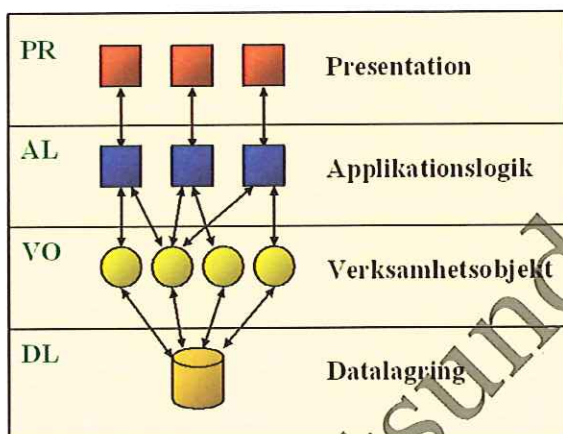 PR
Presentation
AL
Applikationslogik
VO
Verksamhetsobjekt
DL
Datalagring